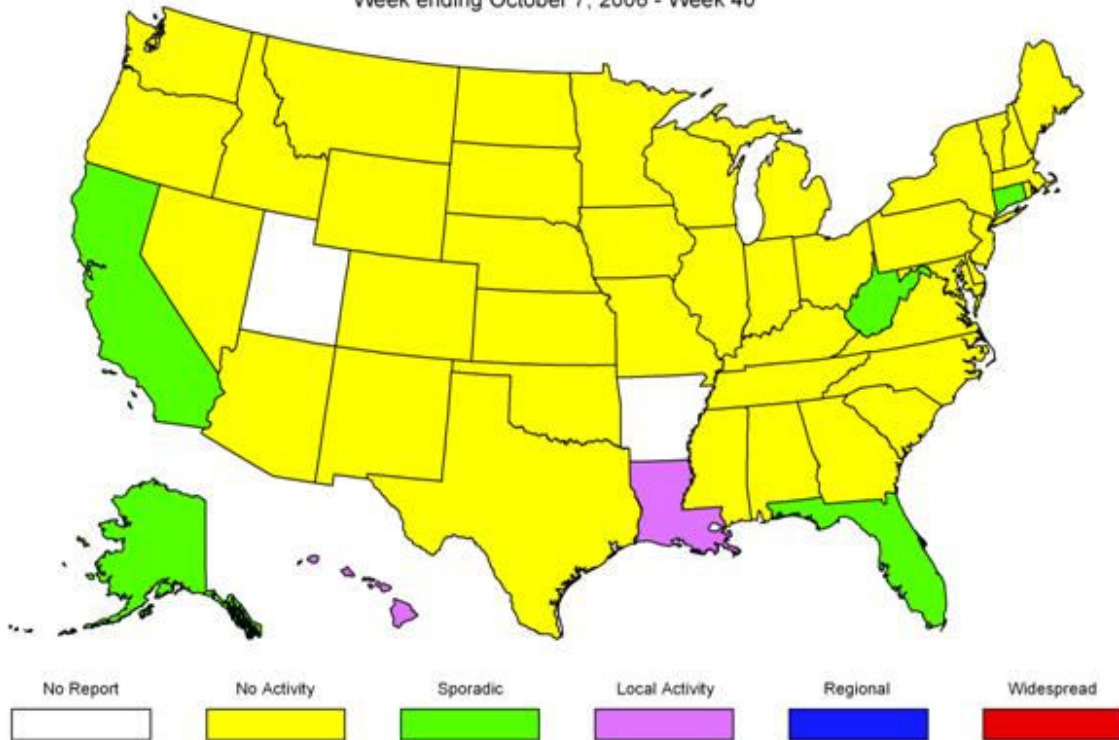 Week ending October 7, 2006 - Week 40
No Report No Activity Sporadic Local Activity Regional Widespread